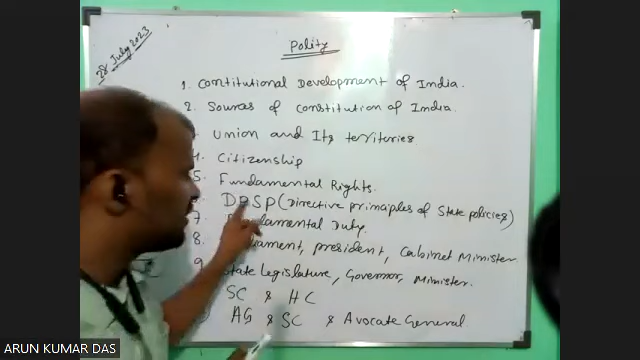 28 July 2023
Polity
1. Contitutional Development of India.
2. Sources of constitution of India.
Union and Its territories.
4. Citizenship
5. Fundamental Rights.
DPSP (Directive principles of State policies)
7. duty.
8. president, Cabinet Minister
9 State Legislature, Governor, Minister.
SC & HC
AG & SC & Avocate General.
ARUN KUMAR DAS